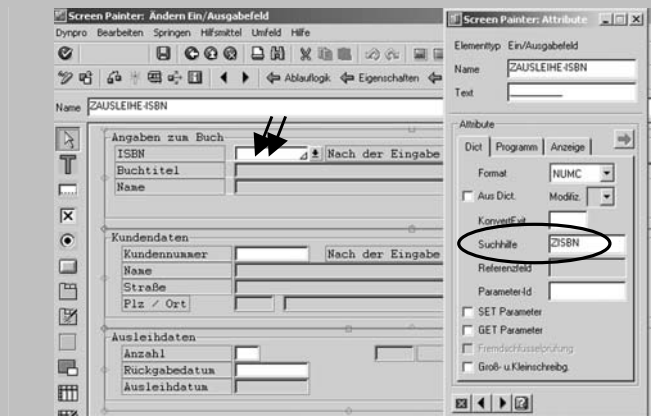 Screen Painter: Ändern Ein/Ausgabefeld
Dynpro Bearbeiten Springen Hilfsmittel Umfeld Hilfe
Ablauflogik Eigenschaften
Name ZAUSLEIHE-ISBN
Angaben zum Buch
ISBN Nach der Eingabe
Buchtitel
Name
Kundendaten
Kundennummer Nach der Eingabe
Name
Straße
Plz / Ort
Ausleihdaten
Anzahl
Rückgabedatum
Ausleihdatum
Screen Painter: Attribute
Elementtyp Ein/Ausgabefeld
Name ZAUSLEIHE-ISBN
Text ________
Attribute
Dict Programm Anzeige
Format NUMC
Aus Dict. Modifiz.
KonvertExit
Suchhilfe ZISBN
Referenzfeld
Parameter-Id
SET Parameter
GET Parameter
Fremdschlüsselprüfung
Groß- u.Kleinschreibg.